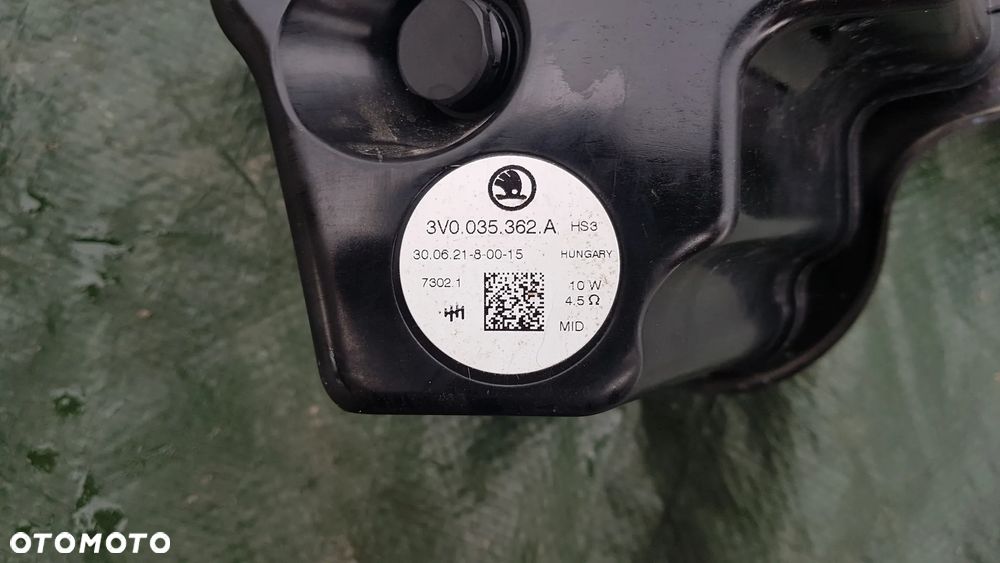 3V0.035.362.A HS3
30.06.21-8-00-15 HUNGARY
7302.1 10 W
4.5 Ω
MID
OTOMOTO